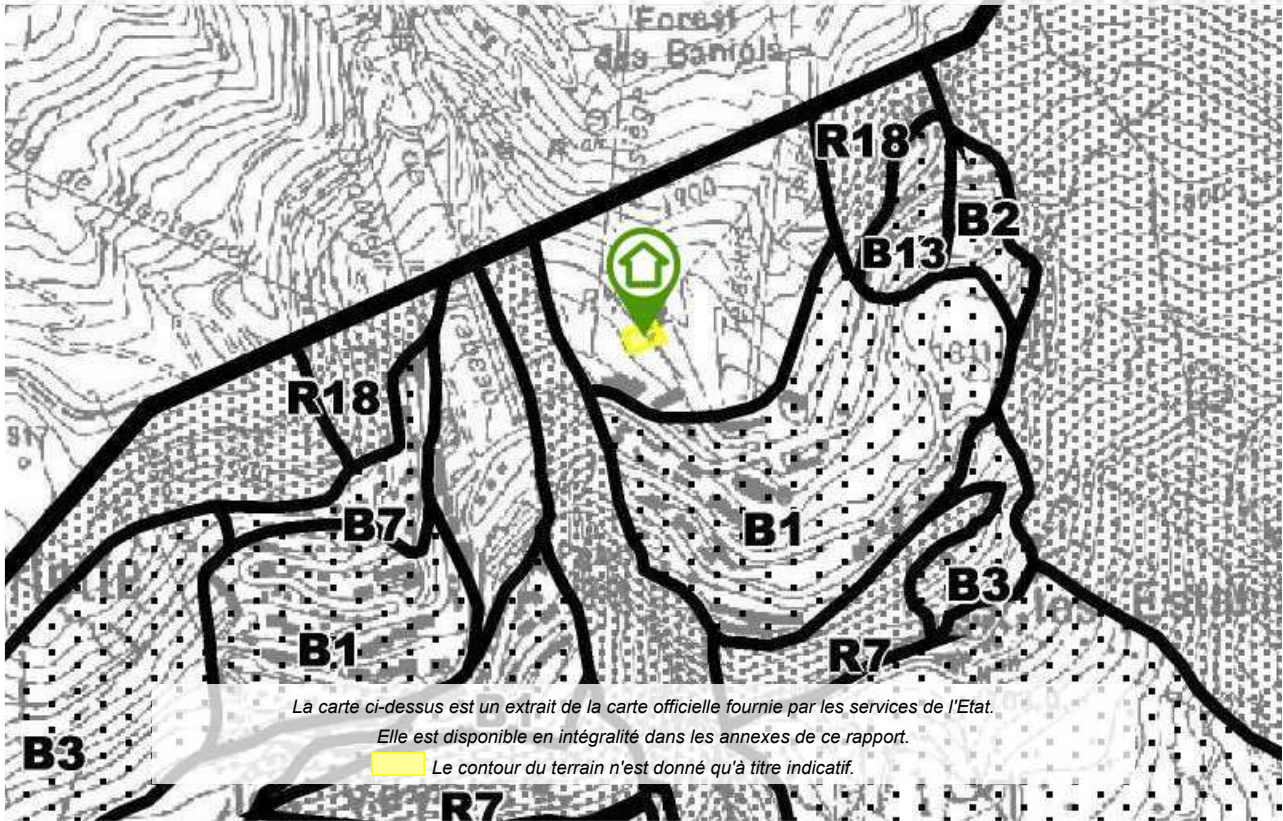 Forest
des Baniols
1900
R18
B2
B13
R18
B7
B1
B3
B1
R7
B1
La carte ci-dessus est un extrait de la carte officielle fournie par les services de l'Etat.
Elle est disponible en intégralité dans les annexes de ce rapport.
B3
Le contour du terrain n'est donné qu'à titre indicatif.
R7